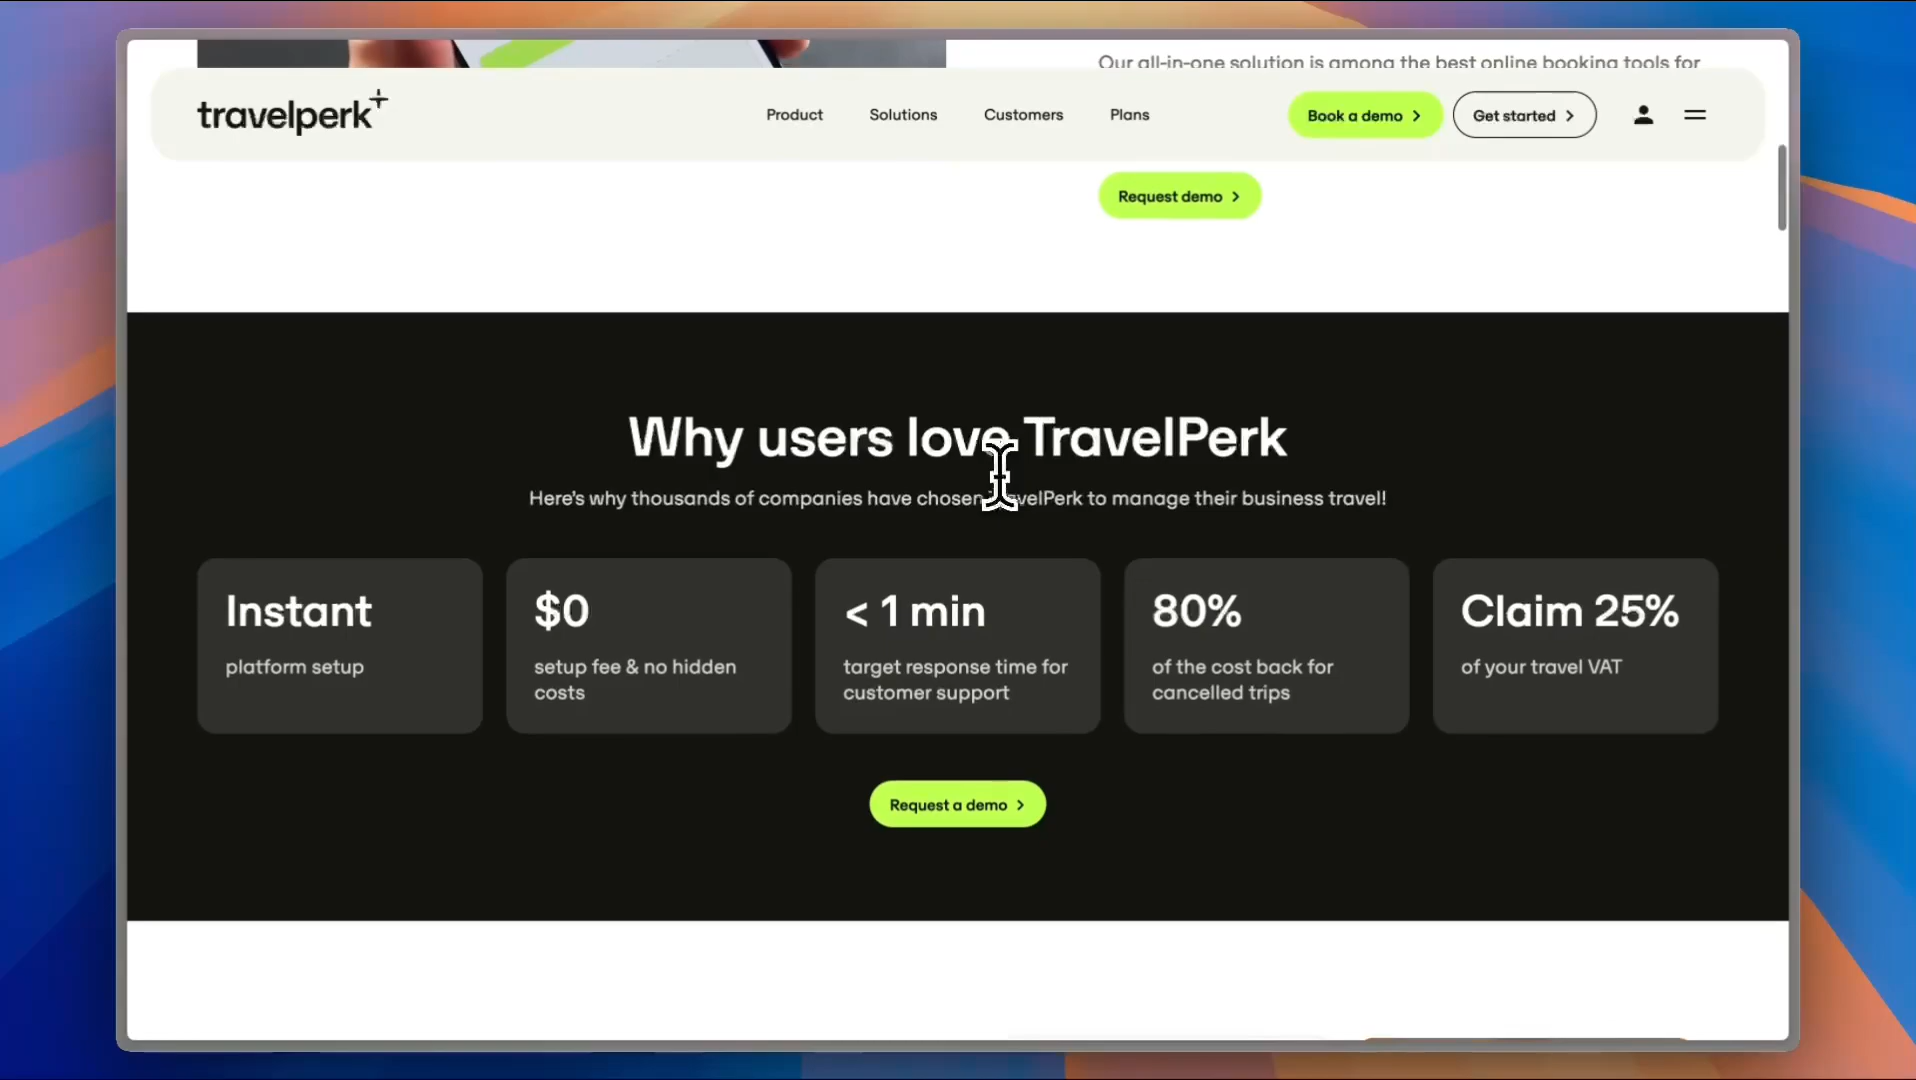 Our all-in-one solution is among the best online booking tools for
travelperk
Product
Solutions
Customers
Plans
Book a demo
Get started
Request demo
Why users love TravelPerk
Here's why thousands of companies have chosen TravelPerk to manage their business travel!
Instant
platform setup
$0
setup fee & no hidden
costs
< 1 min
target response time for
customer support
80%
of the cost back for
cancelled trips
Claim 25%
of your travel VAT
Request a demo